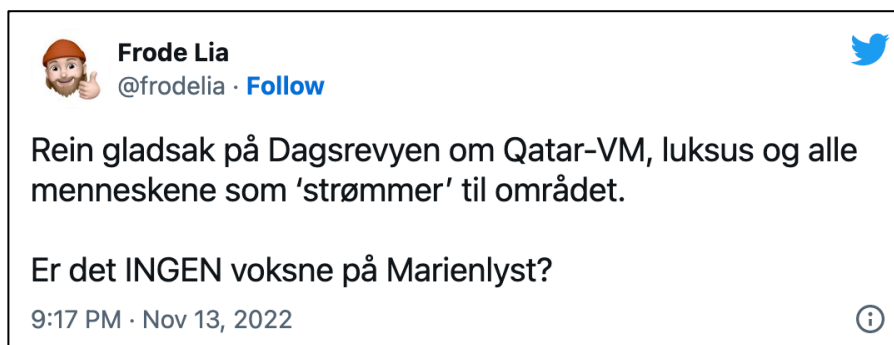 Frode Lia
@frodelia · Follow
Rein gladsak på Dagsrevyen om Qatar-VM, luksus og alle
menneskene som ‘strømmer’ til området.
Er det INGEN voksne på Marienlyst?
9:17 PM · Nov 13, 2022